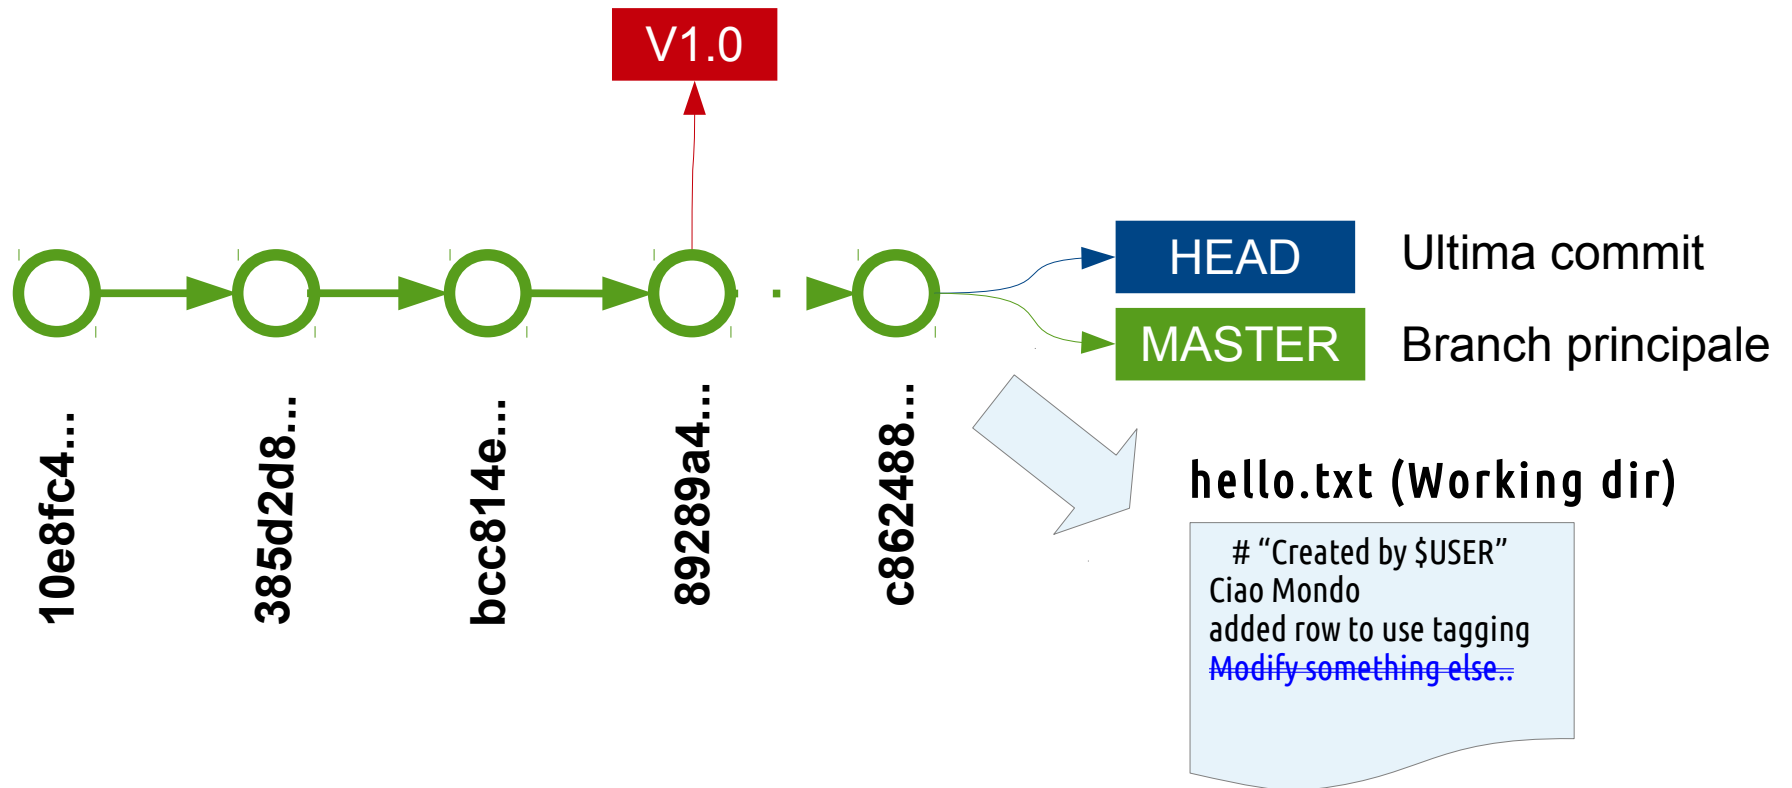 V1.0
HEAD
Ultima commit
MASTER
Branch principale
10e8fc4...
385d2d8...
bcc814e...
89289a4...
c862488...
hello.txt (Working dir)
# “Created by $USER”
Ciao Mondo
added row to use tagging
Modify something else..